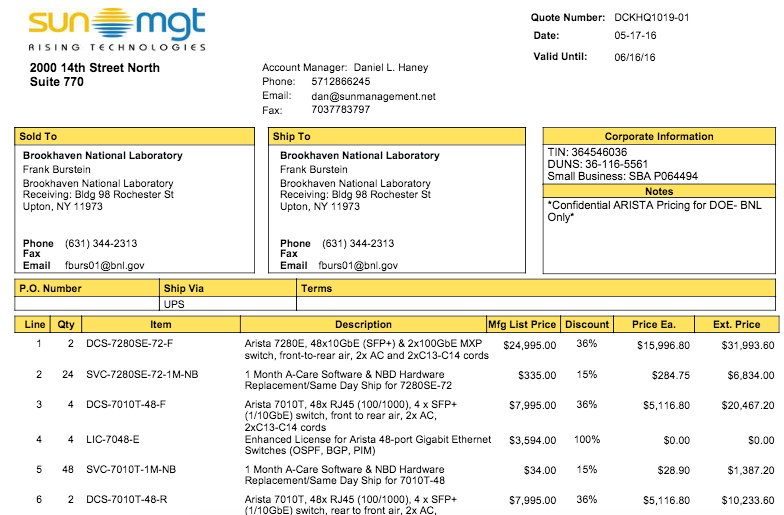 sun mgt
RISING TECHNOLOGIES
2000 14th Street North
Suite 770
Account Manager: Daniel L. Haney
Phone: 5712866245
Email: dan@sunmanagement.net
Fax: 7037783797
Quote Number: DCKHQ1019-01
Date: 05-17-16
Valid Until: 06/16/16
Sold To
Brookhaven National Laboratory
Frank Burstein
Brookhaven National Laboratory
Receiving: Bldg 98 Rochester St
Upton, NY 11973
Phone (631) 344-2313
Fax
Email fburs01@bnl.gov
Ship To
Brookhaven National Laboratory
Frank Burstein
Brookhaven National Laboratory
Receiving: Bldg 98 Rochester St
Upton, NY 11973
Phone (631) 344-2313
Fax
Email fburs01@bnl.gov
Corporate Information
TIN: 364546036
DUNS: 36-116-5561
Small Business: SBA P064494
Notes
*Confidential ARISTA Pricing for DOE- BNL
Only*
P.O. Number Ship Via Terms
UPS
Line Qty Item Description Mfg List Price Discount Price Ea. Ext. Price
1 2 DCS-7280SE-72-F Arista 7280E, 48x10GbE (SFP+) & 2x100GbE MXP $24,995.00 36% $15,996.80 $31,993.60
switch, front-to-rear air, 2x AC and 2xC13-C14 cords
2 24 SVC-7280SE-72-1M-NB 1 Month A-Care Software & NBD Hardware $335.00 15% $284.75 $6,834.00
Replacement/Same Day Ship for 7280SE-72
3 4 DCS-7010T-48-F Arista 7010T, 48x RJ45 (100/1000), 4 x SFP+ $7,995.00 36% $5,116.80 $20,467.20
(1/10GbE) switch, front to rear air, 2x AC,
2xC13-C14 cords
4 4 LIC-7048-E Enhanced License for Arista 48-port Gigabit Ethernet $3,594.00 100% $0.00 $0.00
Switches (OSPF, BGP, PIM)
5 48 SVC-7010T-1M-NB 1 Month A-Care Software & NBD Hardware $34.00 15% $28.90 $1,387.20
Replacement/Same Day Ship for 7010T-48
6 2 DCS-7010T-48-R Arista 7010T, 48x RJ45 (100/1000), 4 x SFP+ $7,995.00 36% $5,116.80 $10,233.60
(1/10GbE) switch, rear to front air, 2x AC,